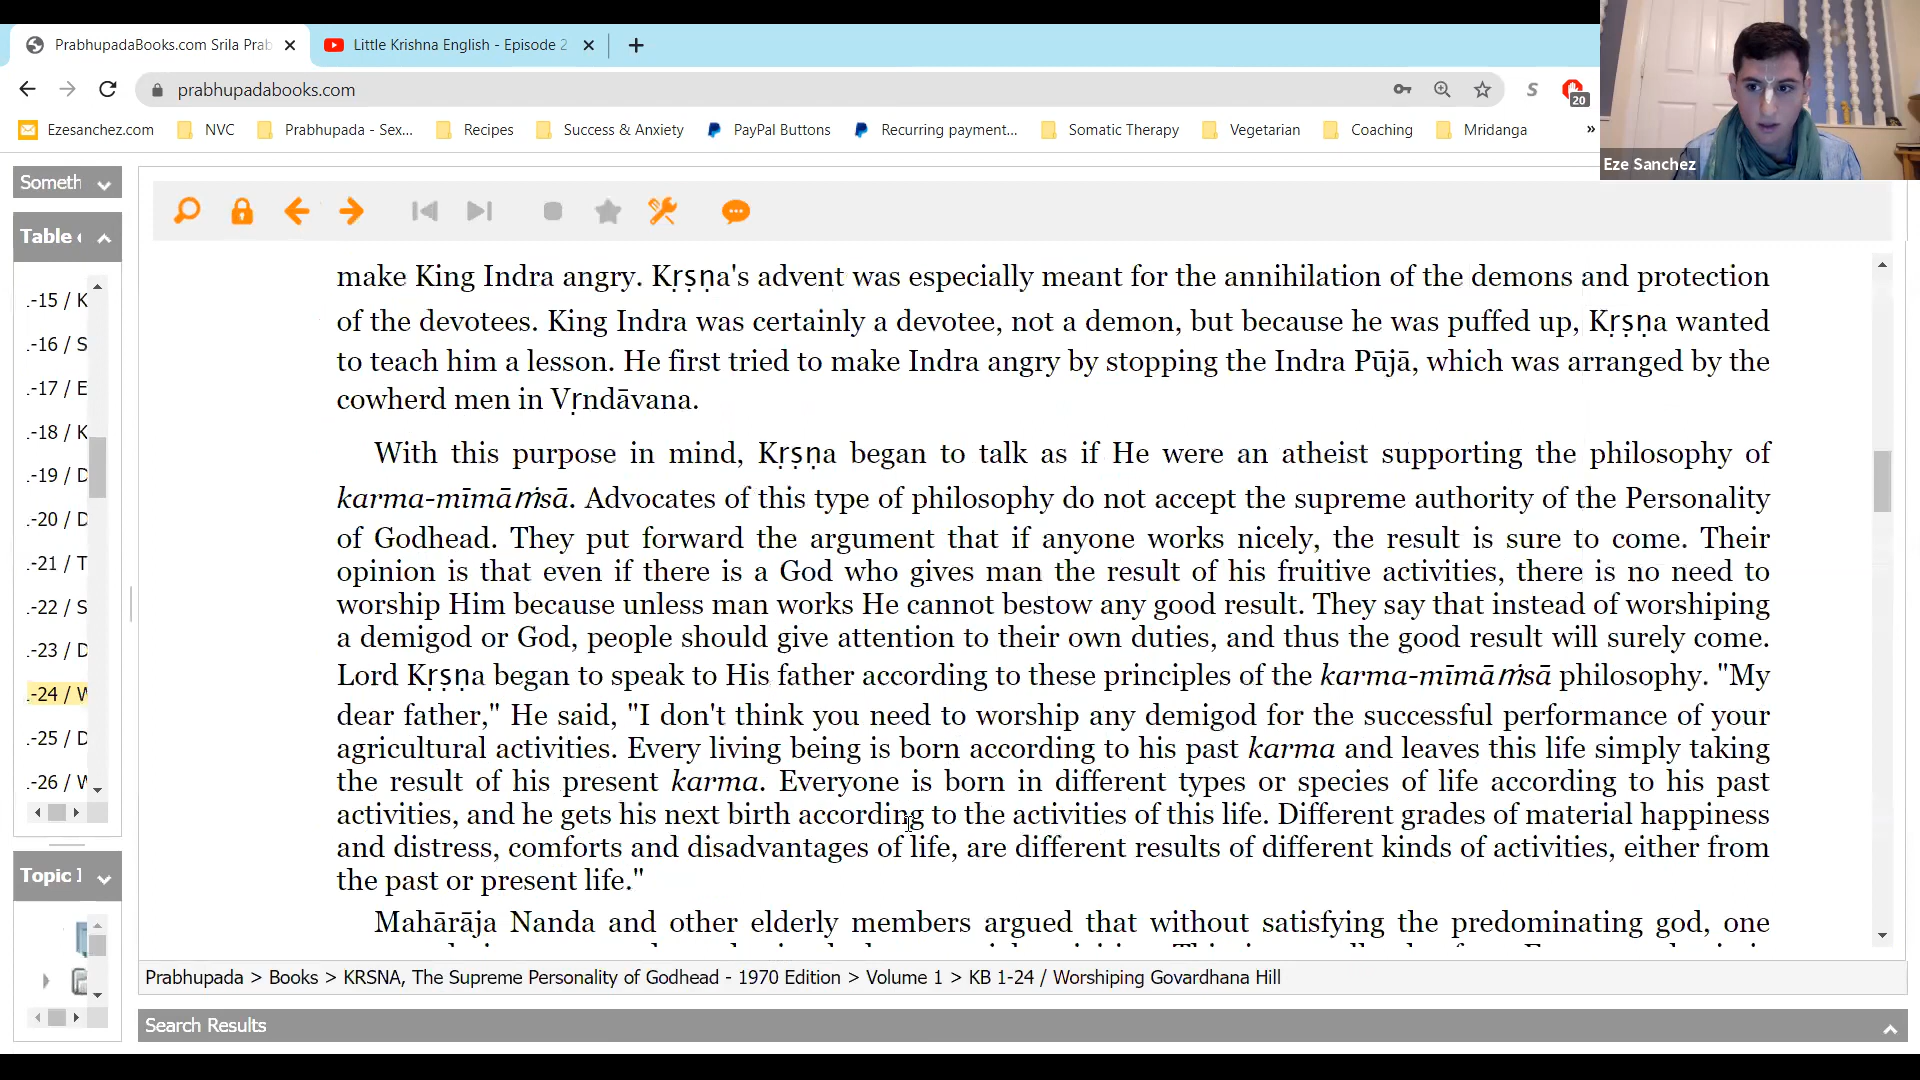 PrabhupadaBooks.com Srila Prab
Little Krishna English - Episode 2
prabhupadabooks.com
20
Ezesanchez.com
NVC
Prabhupada - Sex...
Recipes
Success & Anxiety
PayPal Buttons
Recurring payment...
Somatic Therapy
Vegetarian
Coaching
Mridanga
»
Eze Sanchez
Someth
Table
.-15 / K
.-16 / S
.-17 / E
.-18 / K
.-19 / D
.-20 / D
.-21 / T
.-22 / S
.-23 / D
.-24 / W
.-25 / D
.-26 / W
Topic I
make King Indra angry. Kṛṣṇa's advent was especially meant for the annihilation of the demons and protection
of the devotees. King Indra was certainly a devotee, not a demon, but because he was puffed up, Kṛṣṇa wanted
to teach him a lesson. He first tried to make Indra angry by stopping the Indra Pūjā, which was arranged by the
cowherd men in Vṛndāvana.
With this purpose in mind, Kṛṣṇa began to talk as if He were an atheist supporting the philosophy of
karma-mīmāṁsā. Advocates of this type of philosophy do not accept the supreme authority of the Personality
of Godhead. They put forward the argument that if anyone works nicely, the result is sure to come. Their
opinion is that even if there is a God who gives man the result of his fruitive activities, there is no need to
worship Him because unless man works He cannot bestow any good result. They say that instead of worshiping
a demigod or God, people should give attention to their own duties, and thus the good result will surely come.
Lord Kṛṣṇa began to speak to His father according to these principles of the karma-mīmāṁsā philosophy. "My
dear father," He said, "I don't think you need to worship any demigod for the successful performance of your
agricultural activities. Every living being is born according to his past karma and leaves this life simply taking
the result of his present karma. Everyone is born in different types or species of life according to his past
activities, and he gets his next birth according to the activities of this life. Different grades of material happiness
and distress, comforts and disadvantages of life, are different results of different kinds of activities, either from
the past or present life."
Mahārāja Nanda and other elderly members argued that without satisfying the predominating god, one
Prabhupada > Books > KRSNA, The Supreme Personality of Godhead - 1970 Edition > Volume 1 > KB 1-24 / Worshiping Govardhana Hill
Search Results